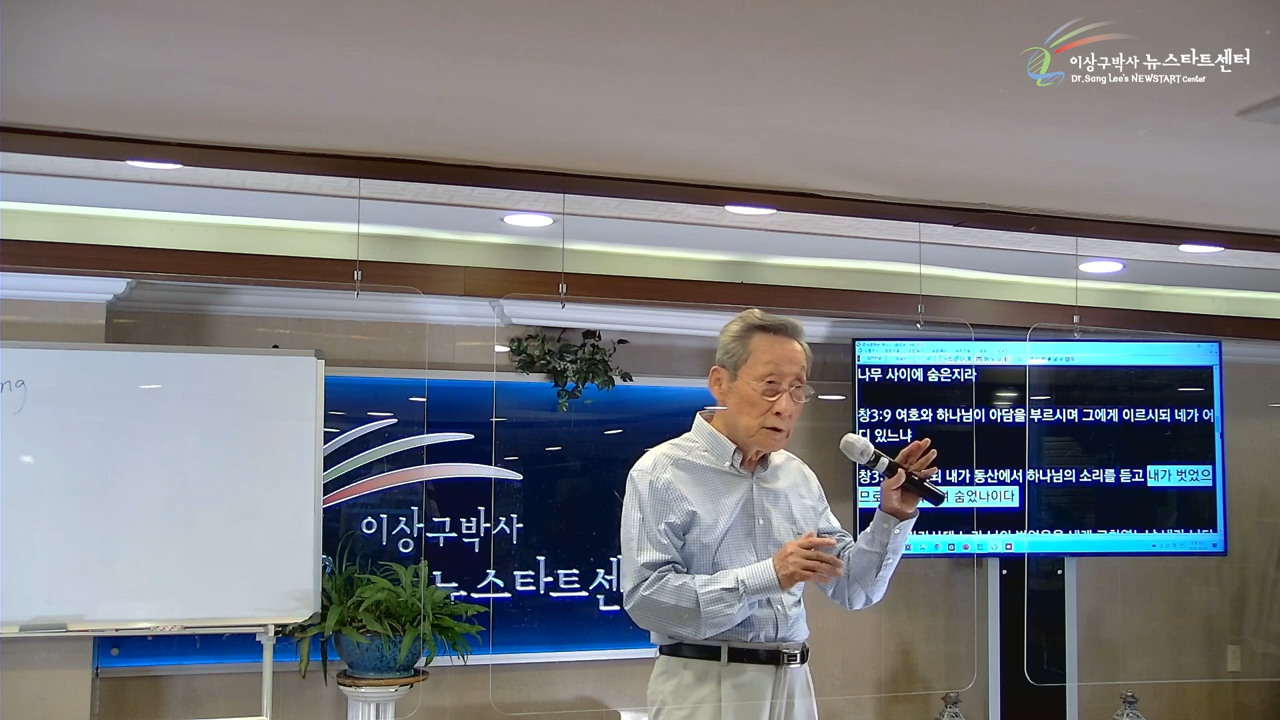 이상구박사 뉴스타트센터
Dr. Sang Lee's NEWSTART Center
ng
이상구박사
뉴스타트센
나무 사이에 숨은지라
창3:9 여호와 하나님이 아담을 부르시며 그에게 이르시되 네가 어
디 있느냐
내가 동산에서 하나님의 소리를 듣고 내가 벗었으
숨었나이다